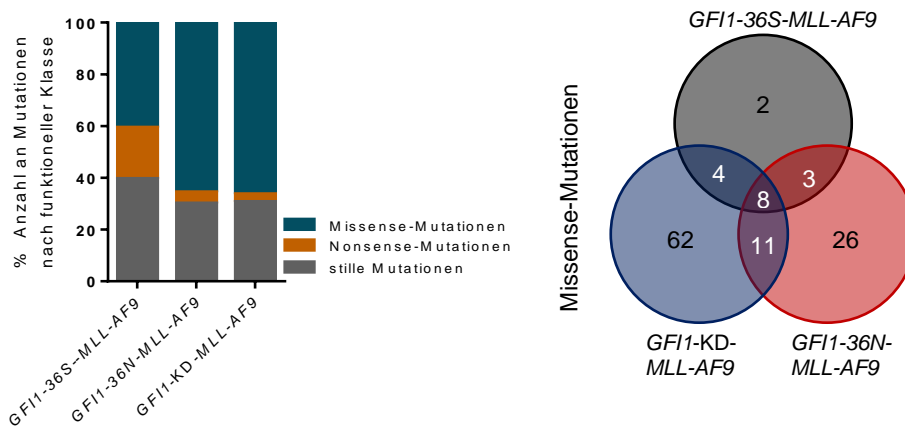 % Anzahl an Mutationen
nach funktioneller Klasse
100
80
60
40
20
0
Missense-Mutationen
Nonsense-Mutationen
stille Mutationen
GFI1-36S--MLL-AF9
GFI1-36N-MLL-AF9
GFI1-KD-MLL-AF9
Missense-Mutationen
GFI1-36S-MLL-AF9
2
4
3
8
62
11
26
GFI1-KD-
MLL-AF9
GFI1-36N-
MLL-AF9